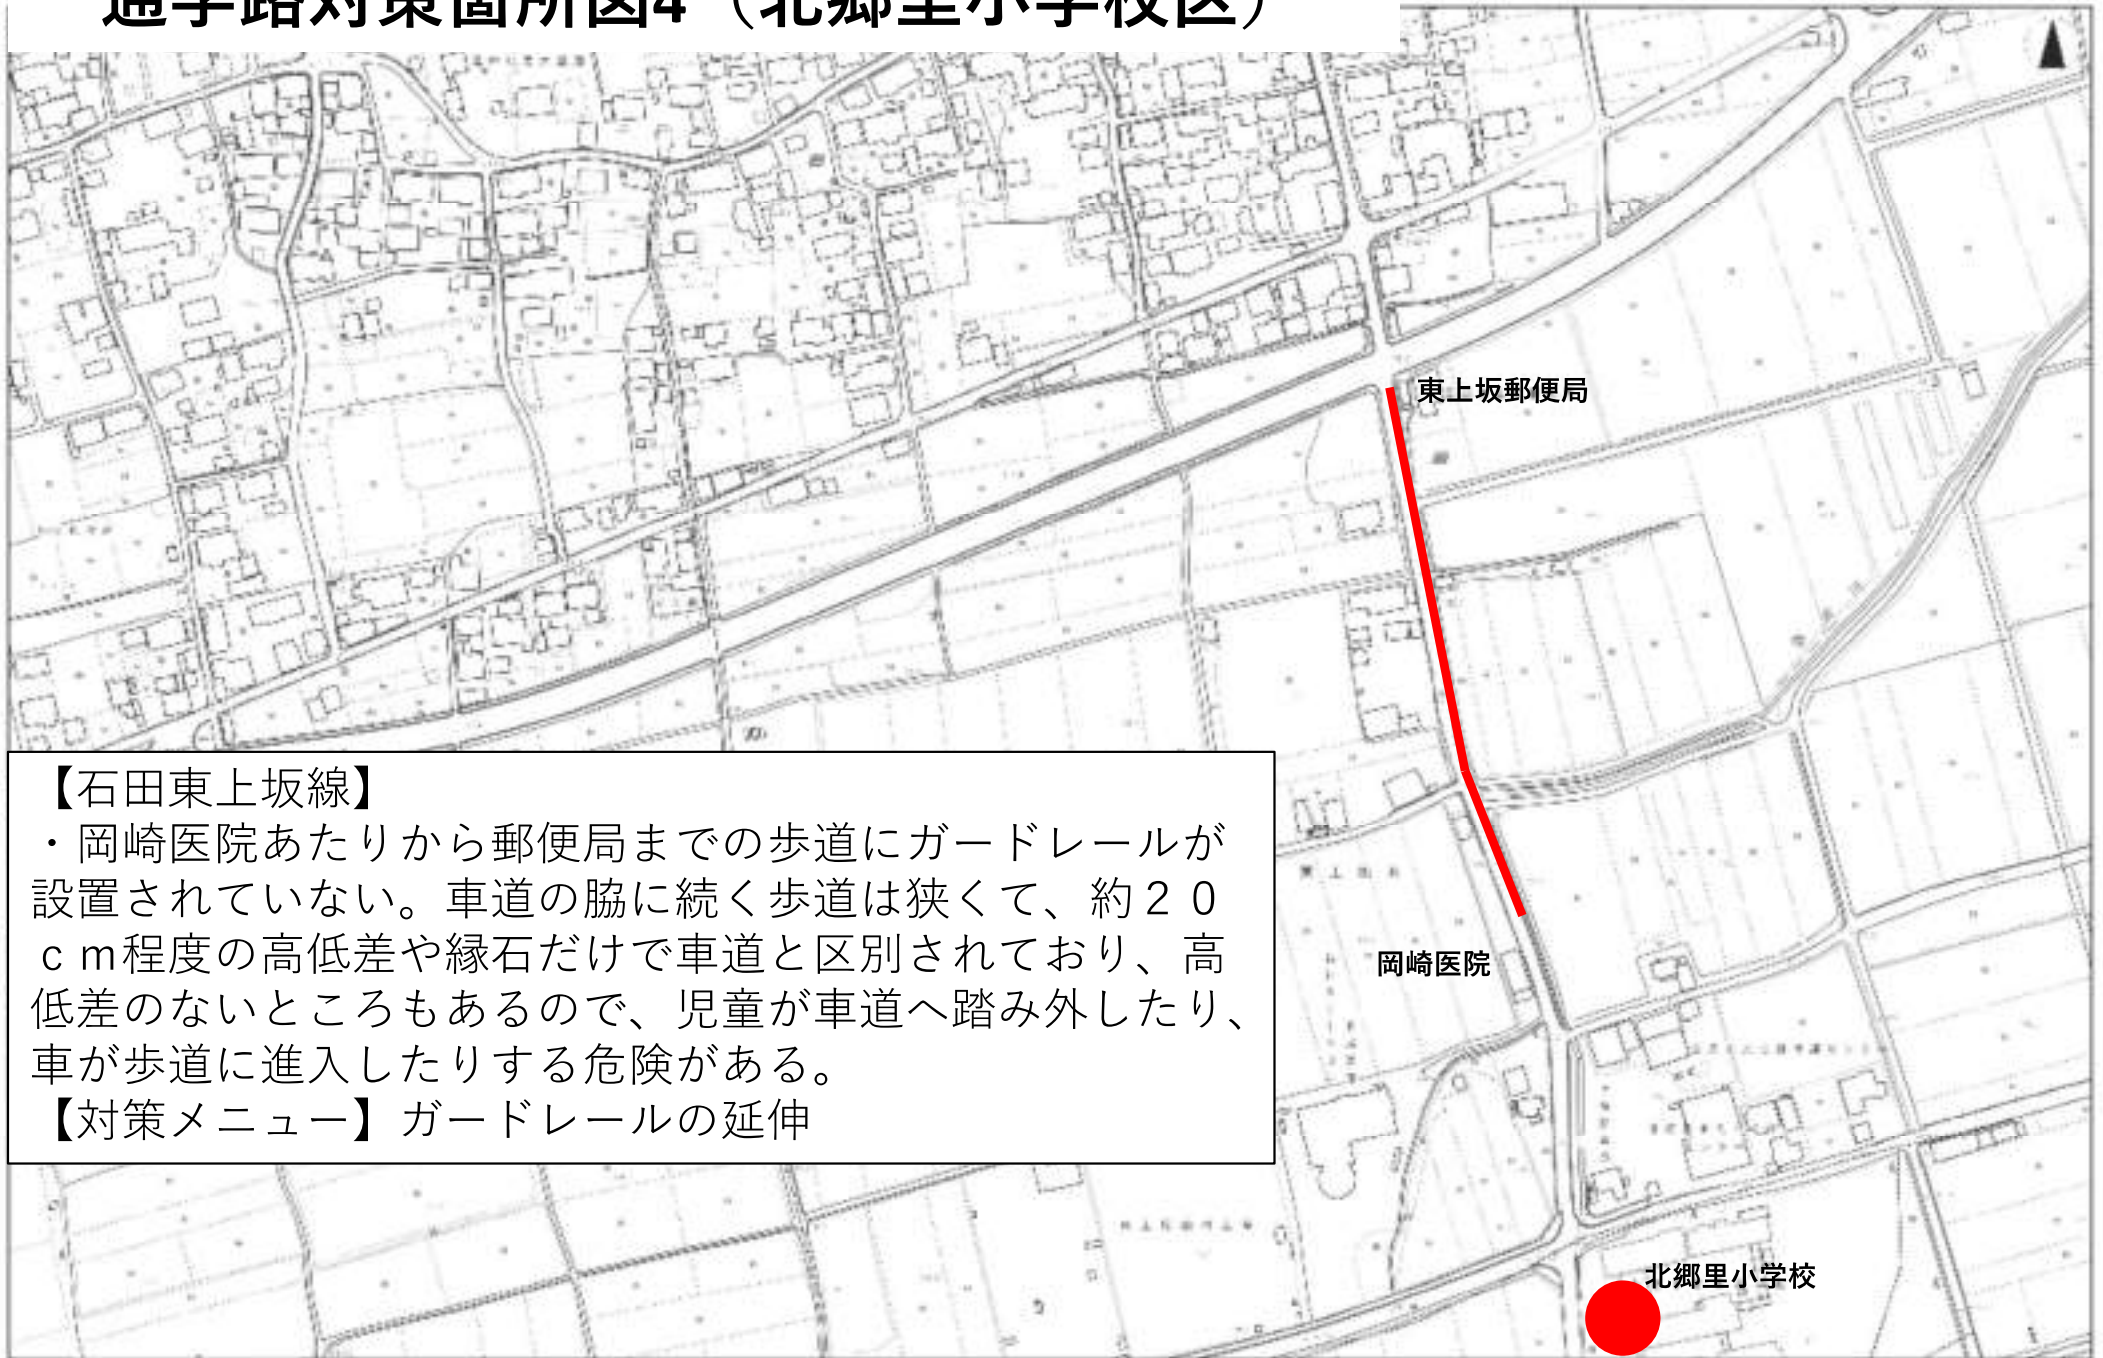 通学路対策箇所図4（北郷里小学校区）
東上坂郵便局
【石田東上坂線】
・岡崎医院あたりから郵便局までの歩道にガードレールが
設置されていない。車道の脇に続く歩道は狭くて、約２０
ｃｍ程度の高低差や縁石だけで車道と区別されており、高
低差のないところもあるので、児童が車道へ踏み外したり、
車が歩道に進入したりする危険がある。
【対策メニュー】ガードレールの延伸
岡崎医院
北郷里小学校